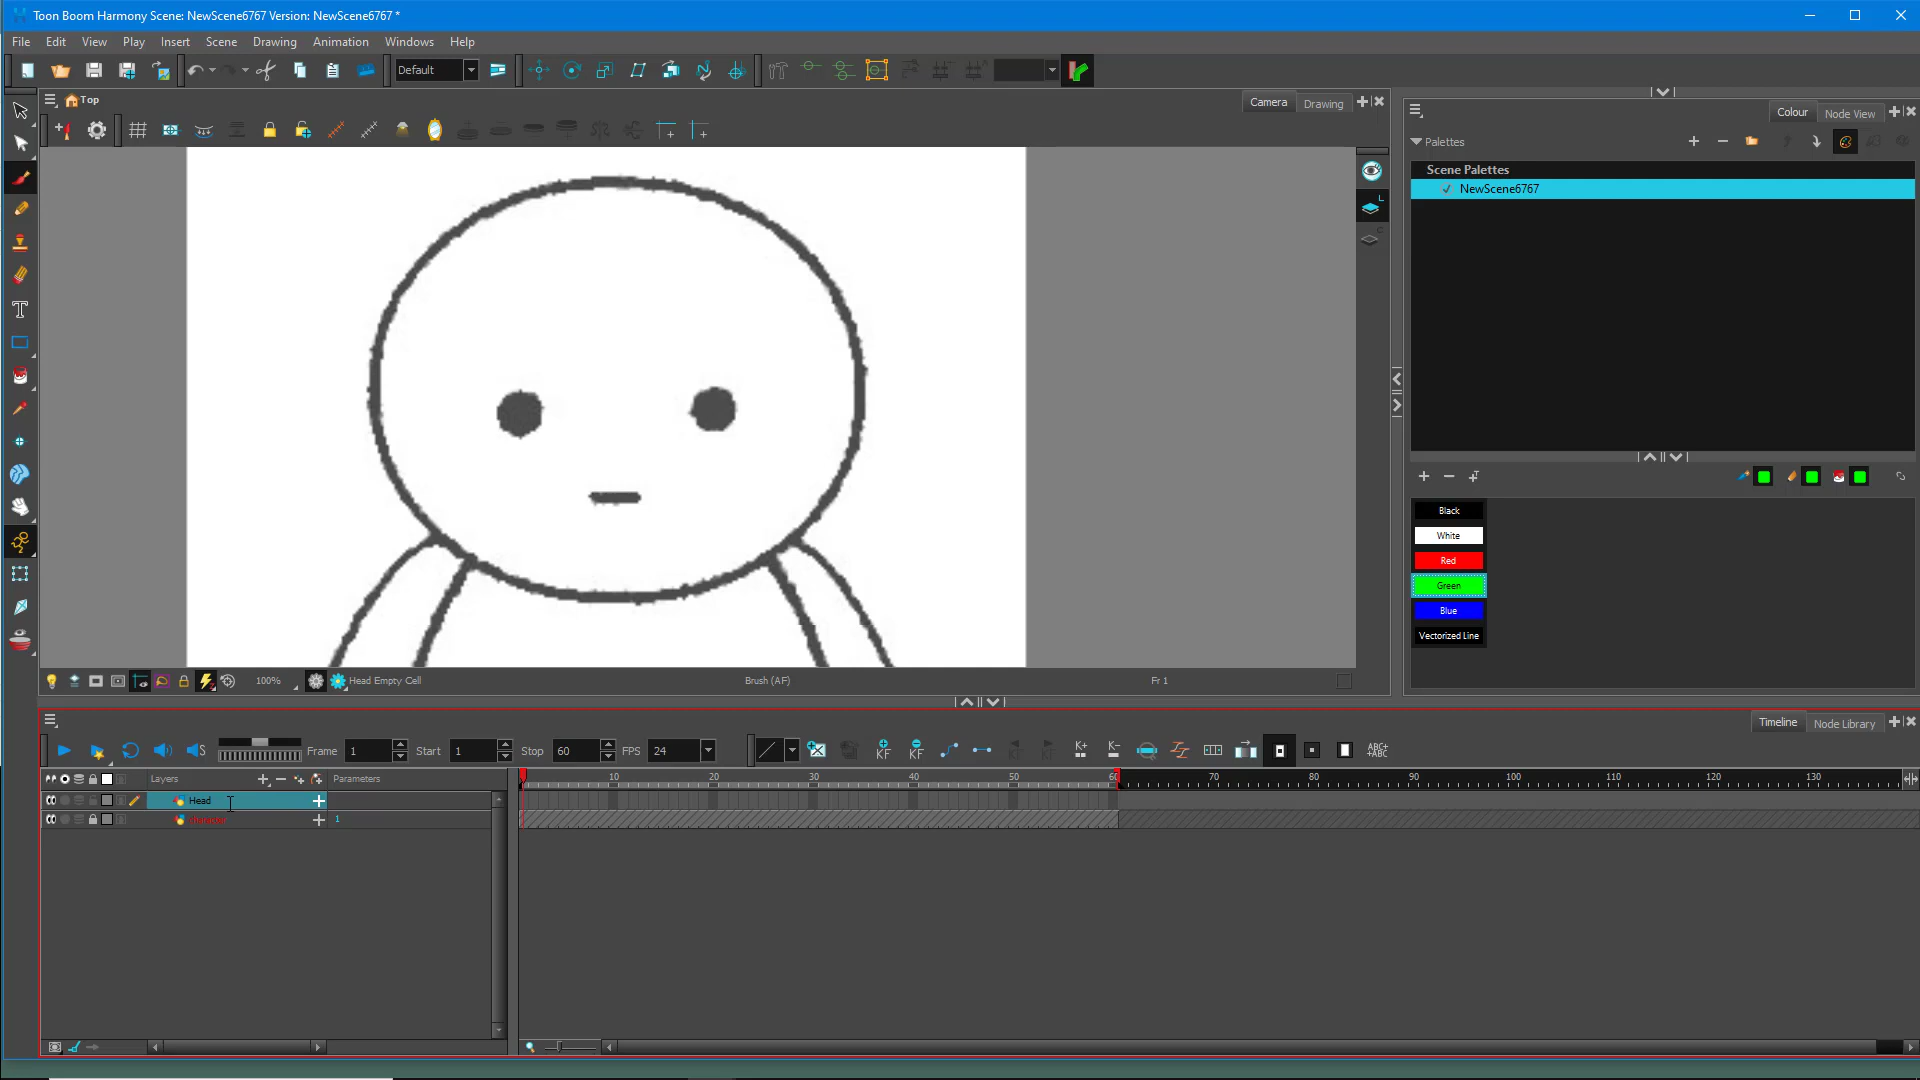 Toon Boom Harmony Scene: NewScene6767 Version: NewScene6767 *
File Edit View Play Insert Scene Drawing Animation Windows Help
Default
Top
Camera Drawing
Colour Node View
Palettes
Scene Palettes
NewScene6767
Black
White
Red
Green
Blue
Vectorized Line
100% Head Empty Cell Brush (AF) Fr 1
Timeline Node Library
Frame 1 Start 1 Stop 60 FPS 24
Layers Parameters
10 20 30 40 50 60 70 80 90 100 110 120 130
Head
1